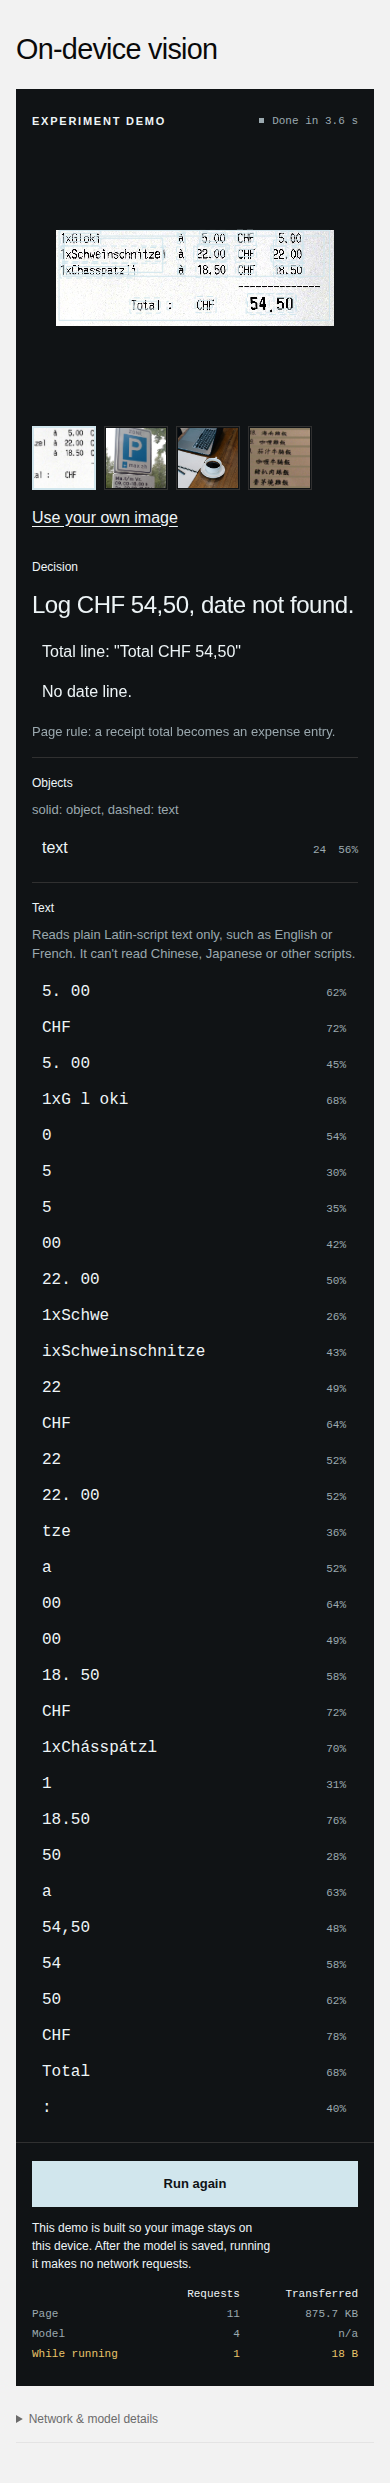 On-device vision
EXPERIMENT DEMO Done in 3.6 s
1xGloki à 5.00 CHF 5.00
1xSchweinschnitzel à 22.00 CHF 22.00
1xChässpätzli à 18.50 CHF 18.50
Total : CHF 54.50
5,00 C
zel à 22,00 C
à 18,50 C
al : CHF
P
Use your own image
Decision
Log CHF 54,50, date not found.
Total line: "Total CHF 54,50"
No date line.
Page rule: a receipt total becomes an expense entry.
Objects
solid: object, dashed: text
text 24 56%
Text
Reads plain Latin-script text only, such as English or
French. It can't read Chinese, Japanese or other scripts.
5. 00 62%
CHF 72%
5. 00 45%
1xG l oki 68%
0 54%
5 30%
5 35%
00 42%
22. 00 50%
1xSchwe 26%
ixSchweinschnitze 43%
22 49%
CHF 64%
22 52%
22. 00 52%
tze 36%
a 52%
00 64%
00 49%
18. 50 58%
CHF 72%
1xChásspátzl 70%
1 31%
18.50 76%
50 28%
a 63%
54,50 48%
54 58%
50 62%
CHF 78%
Total 68%
: 40%
Run again
This demo is built so your image stays on
this device. After the model is saved, running
it makes no network requests.
Requests Transferred
Page 11 875.7 KB
Model 4 n/a
While running 1 18 B
Network & model details